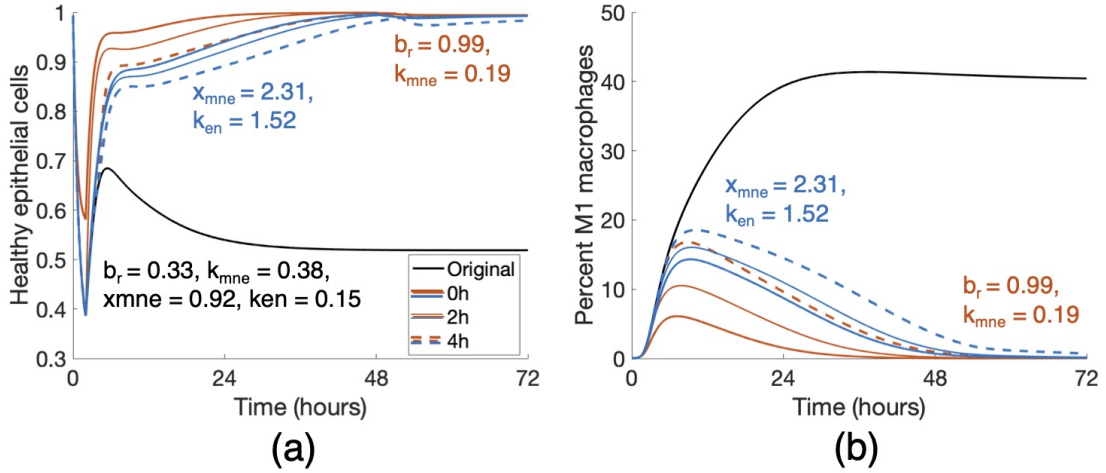 Healthy epithelial cells
1
0.9
0.8
0.7
0.6
0.5
0.4
0.3
0
24
48
72
Time (hours)
b_r = 0.99,
k_mne = 0.19
x_mne = 2.31,
k_en = 1.52
b_r = 0.33, k_mne = 0.38,
xmne = 0.92, ken = 0.15
Original
0h
2h
4h
(a)
Percent M1 macrophages
50
40
30
20
10
0
0
24
48
72
Time (hours)
x_mne = 2.31,
k_en = 1.52
b_r = 0.99,
k_mne = 0.19
(b)